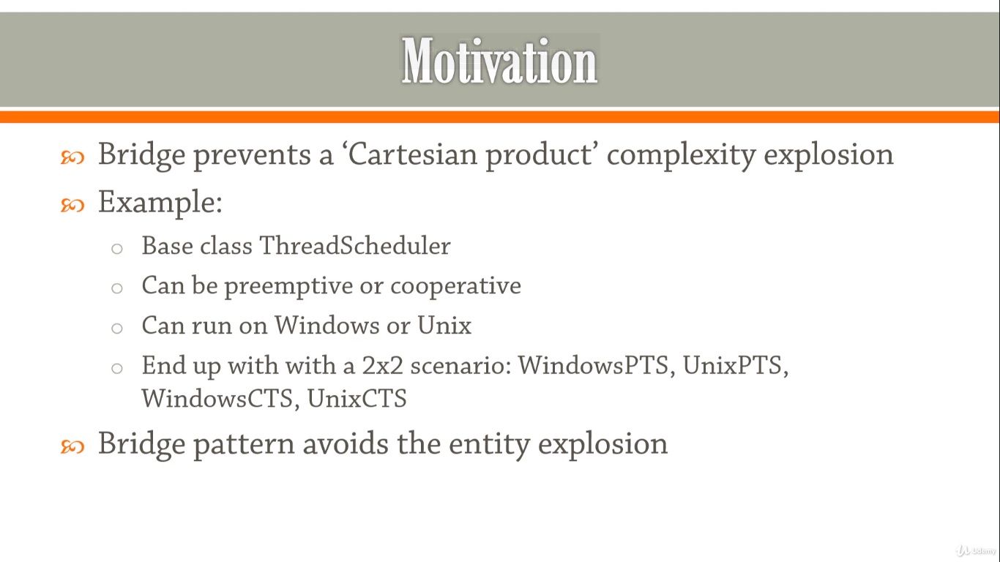 Motivation
Bridge prevents a ‘Cartesian product’ complexity explosion
Example:
Base class ThreadScheduler
Can be preemptive or cooperative
Can run on Windows or Unix
End up with with a 2x2 scenario: WindowsPTS, UnixPTS,
WindowsCTS, UnixCTS
Bridge pattern avoids the entity explosion
Udemy